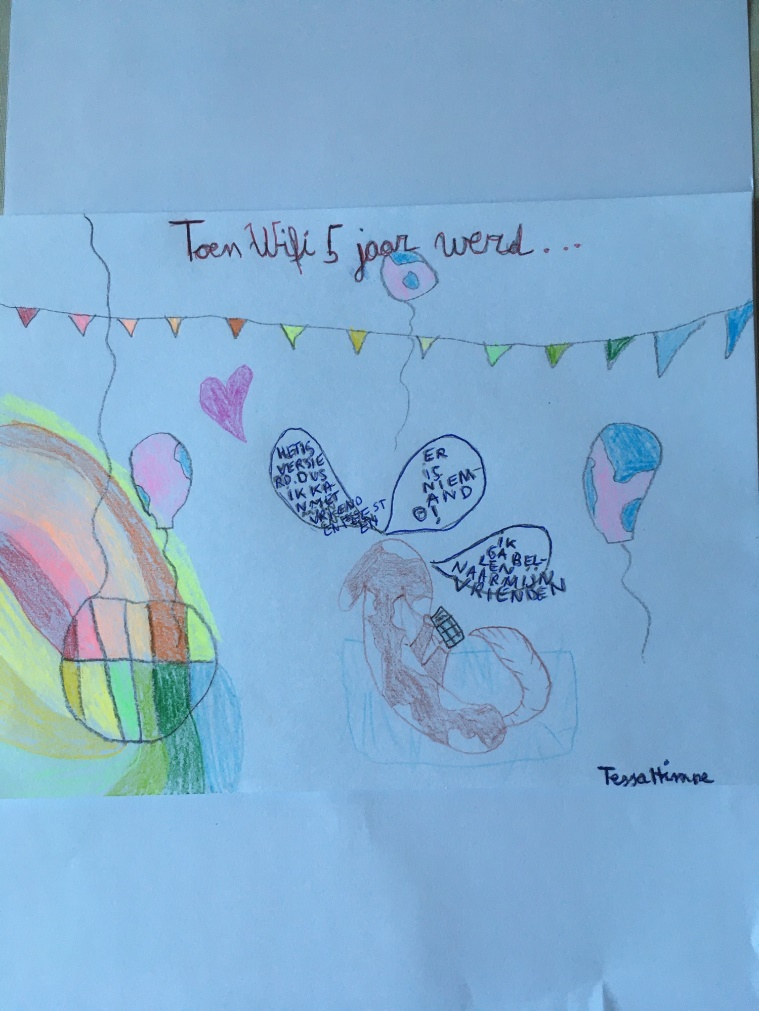 Toen Wifi 5 jaar werd...
HET IS
VERSIE
RD. DUS
IK KA
N MET
VRIEND
EN FEEST
EN
ER
IS
NIEM-
AND
!
IK
GA
BEL-
LEN
NAAR MIJN
VRIENDEN
Tessa Himpe